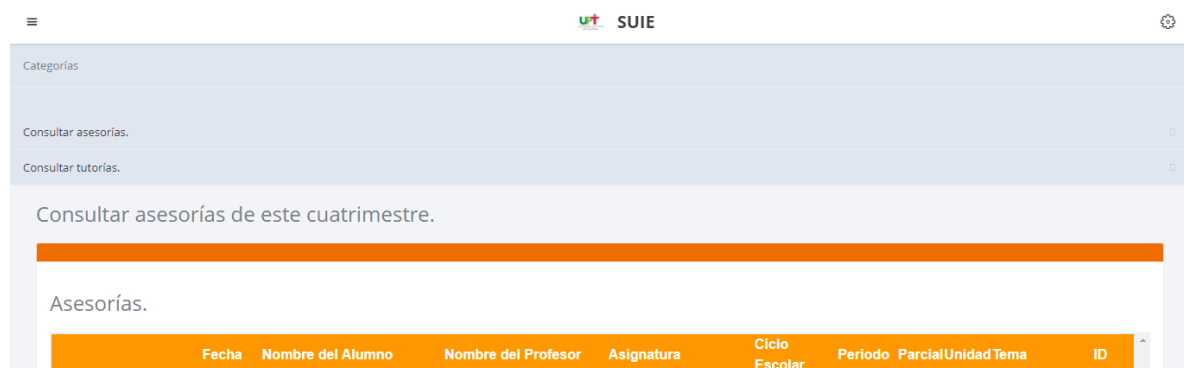 UPT SUIE
Categorías
Consultar asesorías.
Consultar tutorías.
Consultar asesorías de este cuatrimestre.
Asesorías.
Fecha Nombre del Alumno Nombre del Profesor Asignatura Ciclo Escolar Periodo Parcial Unidad Tema ID